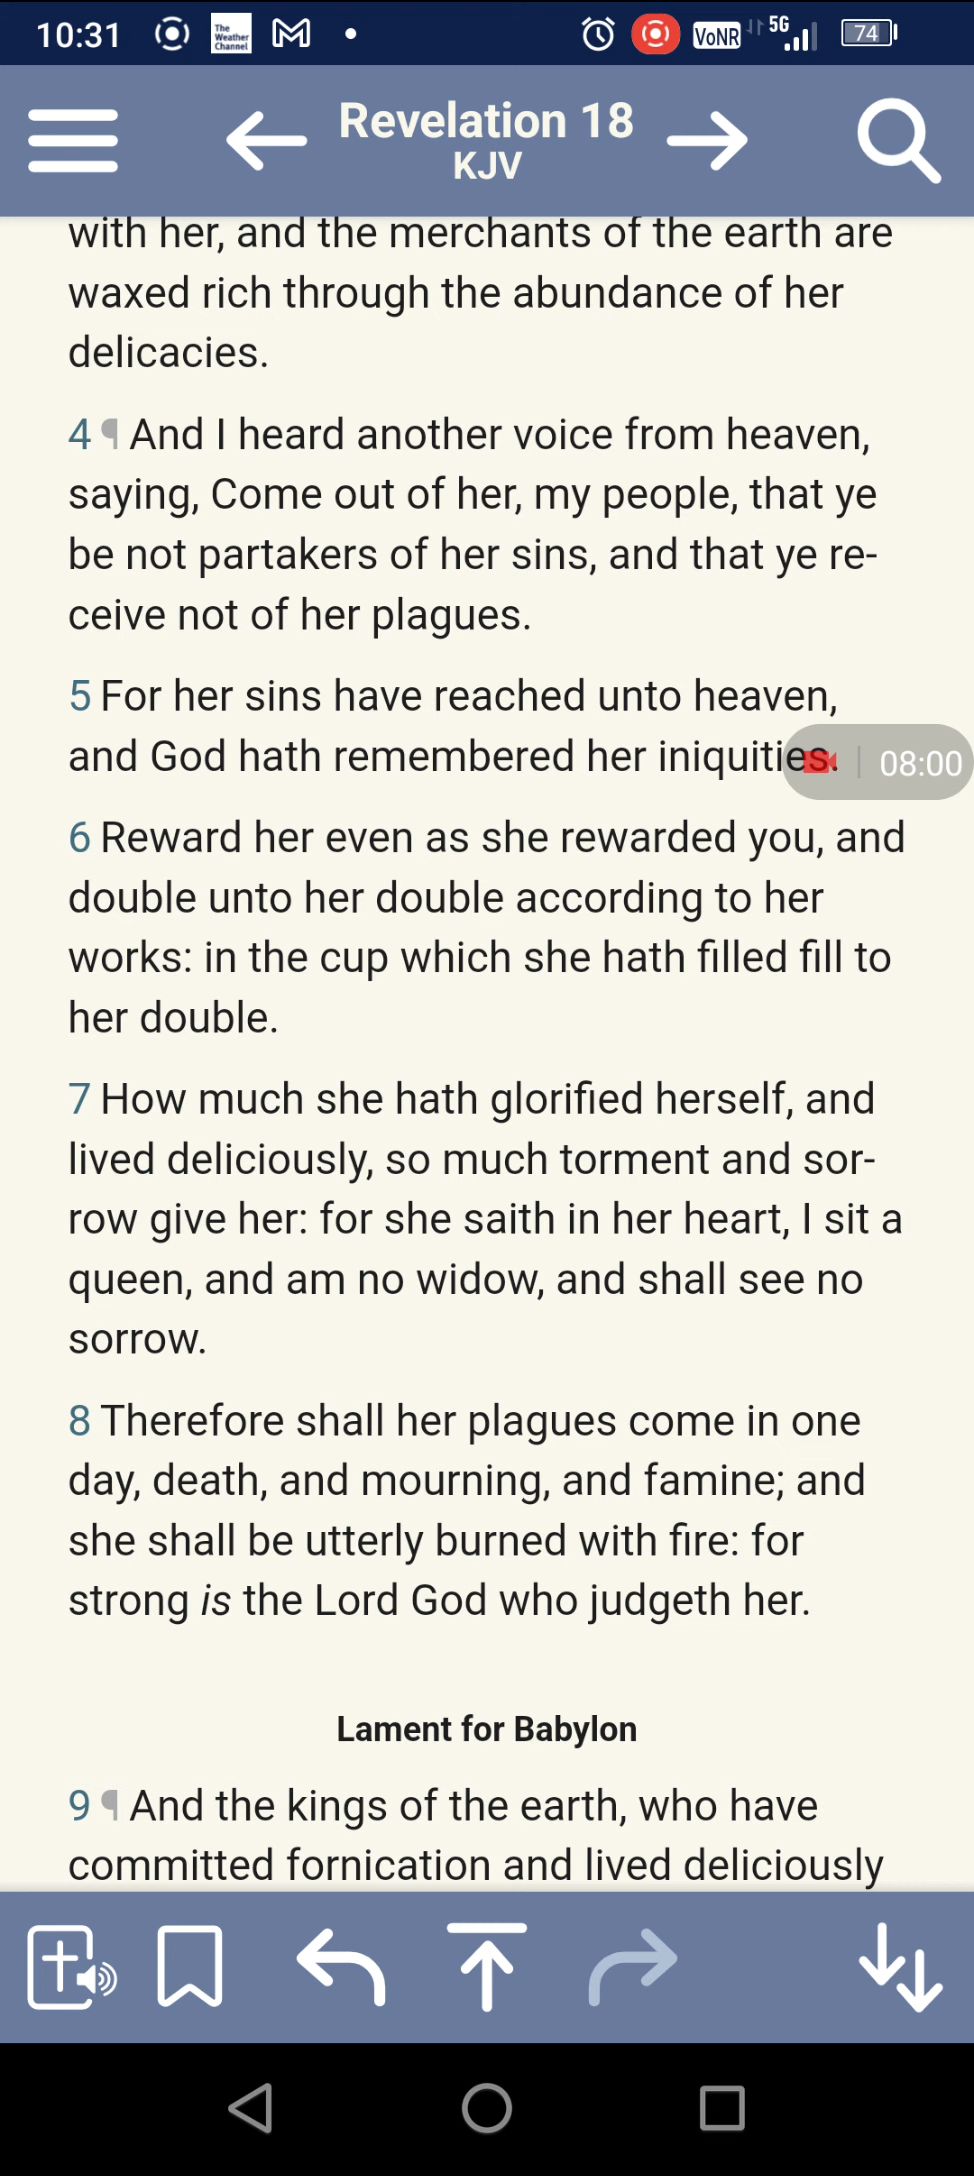 10:31
The
Weather
Channel
VoNR
5G
74
Revelation 18
KJV
with her, and the merchants of the earth are
waxed rich through the abundance of her
delicacies.
4 ¶ And I heard another voice from heaven,
saying, Come out of her, my people, that ye
be not partakers of her sins, and that ye re-
ceive not of her plagues.
5 For her sins have reached unto heaven,
and God hath remembered her iniquities.
08:00
6 Reward her even as she rewarded you, and
double unto her double according to her
works: in the cup which she hath filled fill to
her double.
7 How much she hath glorified herself, and
lived deliciously, so much torment and sor-
row give her: for she saith in her heart, I sit a
queen, and am no widow, and shall see no
sorrow.
8 Therefore shall her plagues come in one
day, death, and mourning, and famine; and
she shall be utterly burned with fire: for
strong is the Lord God who judgeth her.
Lament for Babylon
9 ¶ And the kings of the earth, who have
committed fornication and lived deliciously